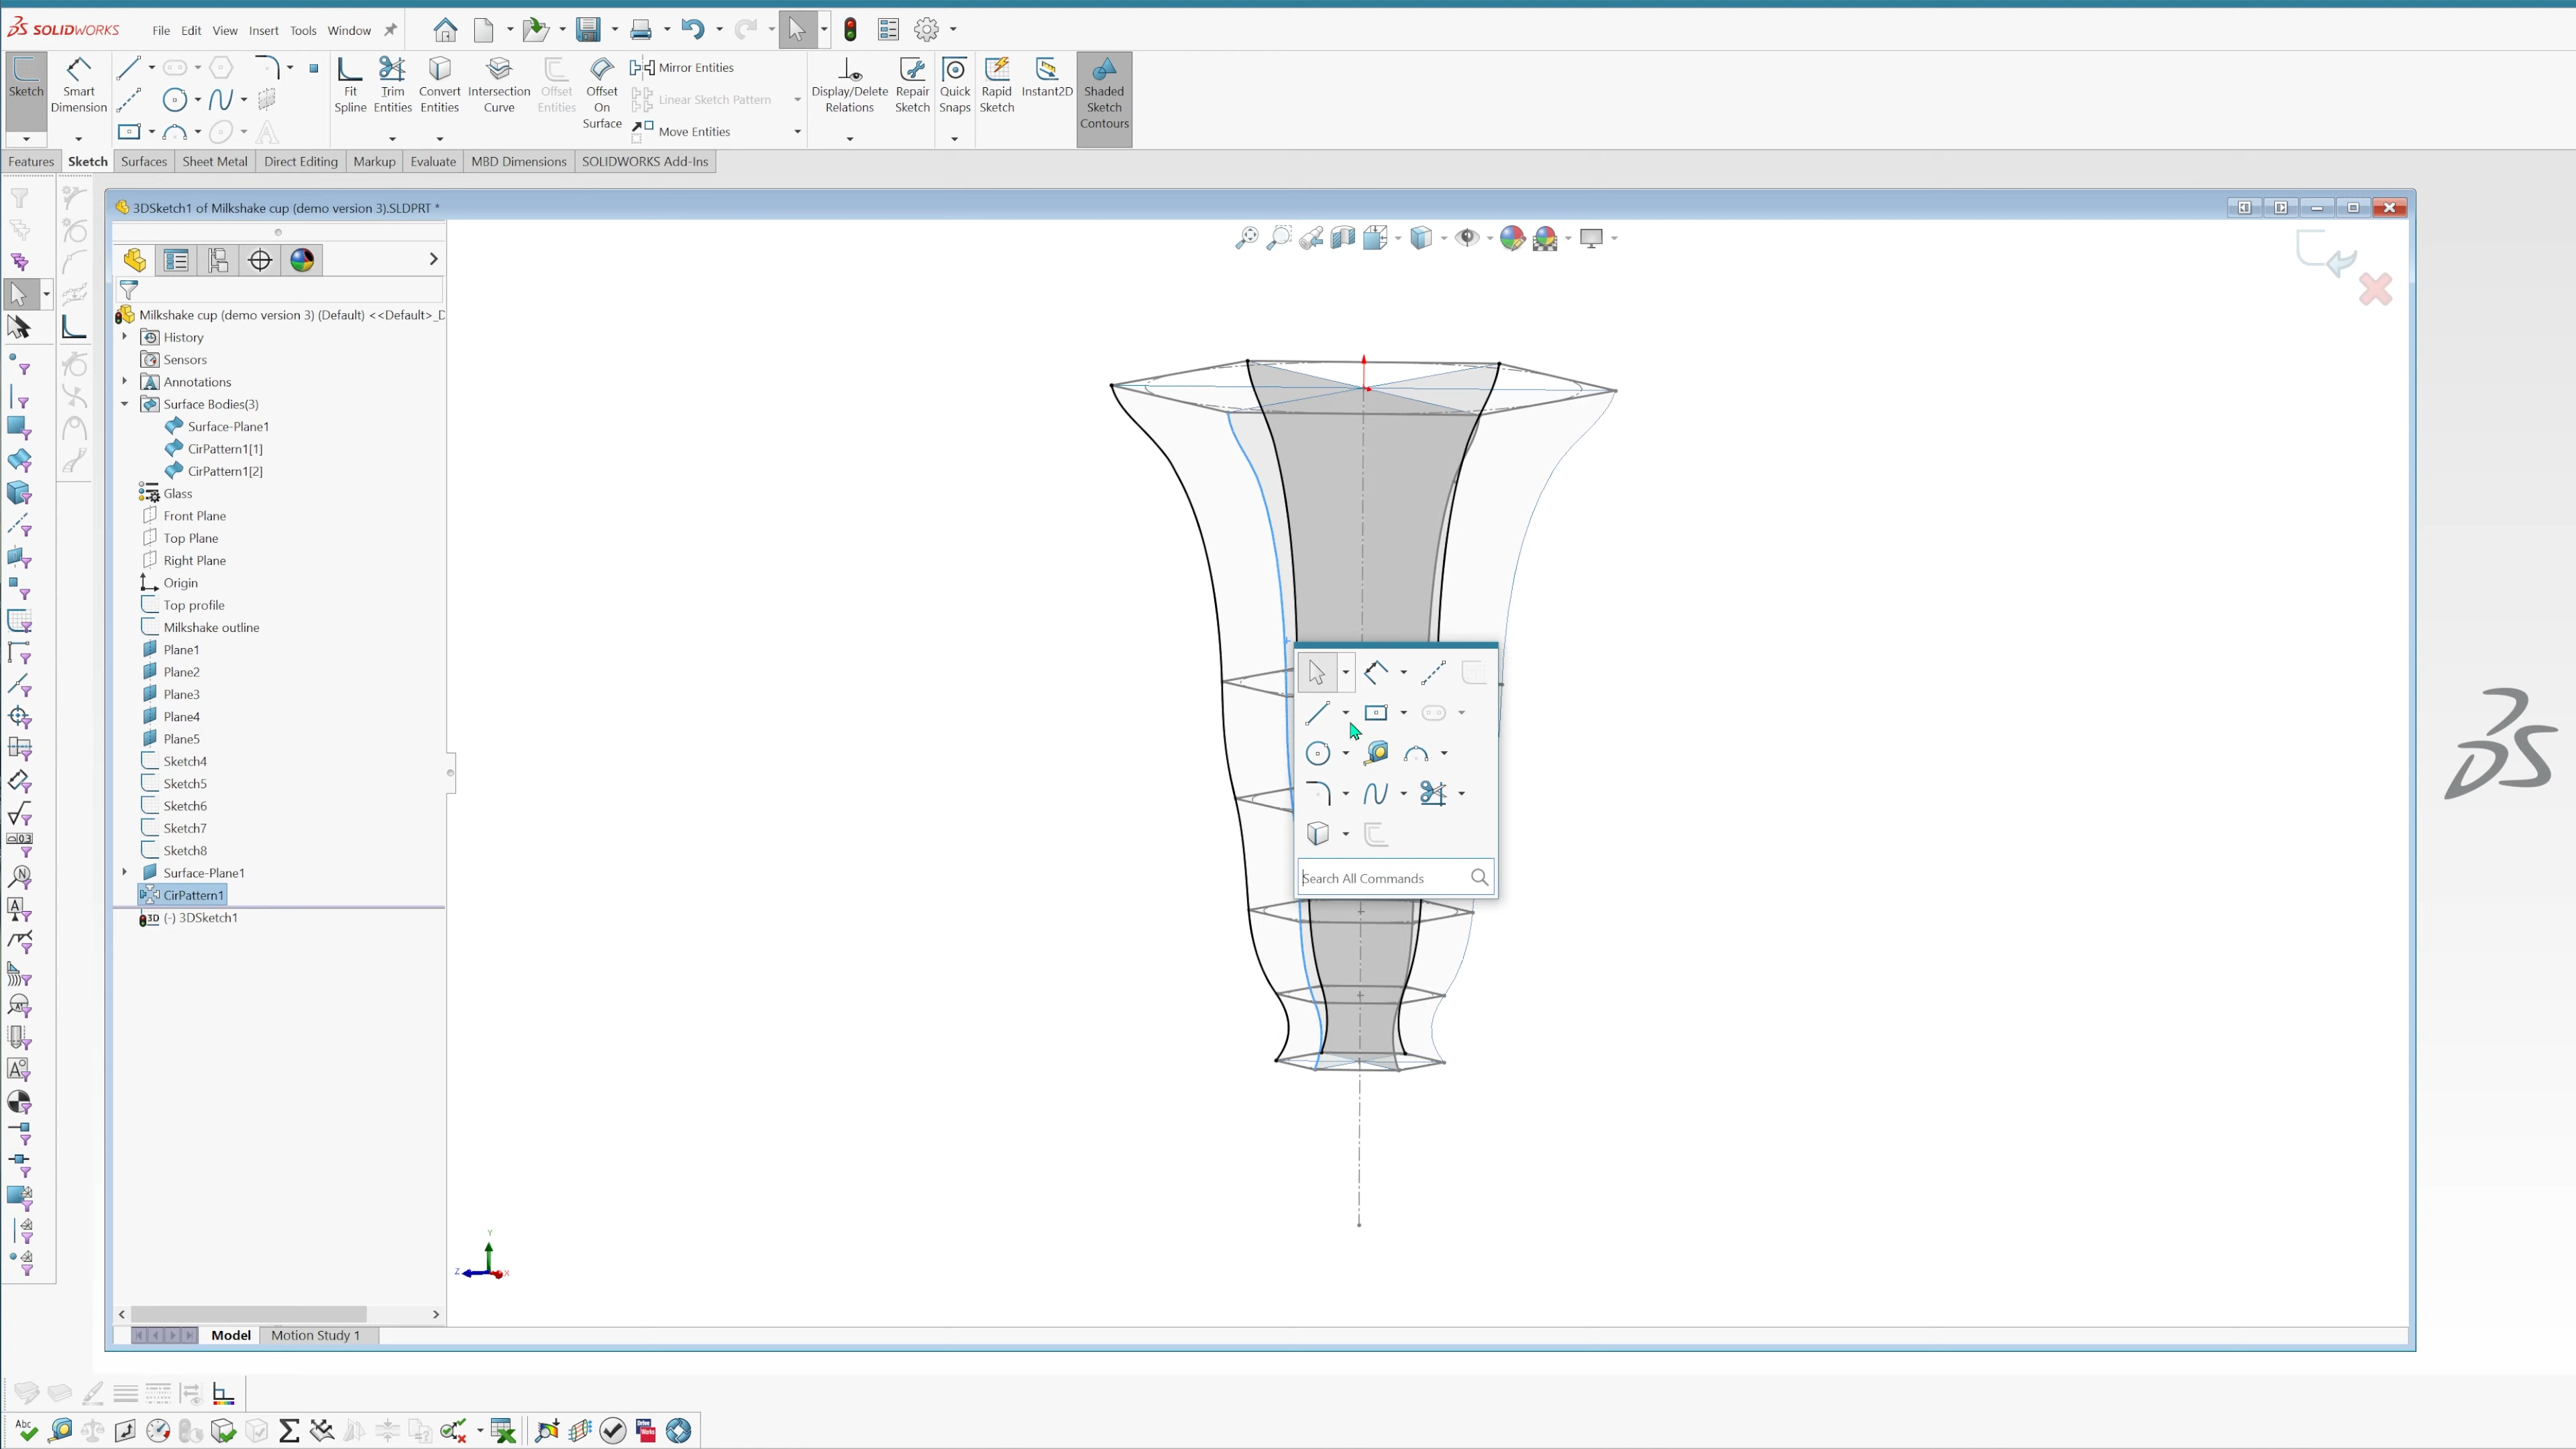 SOLIDWORKS File Edit View Insert Tools Window
Sketch Smart Dimension Fit Spline Trim Entities Convert Entities Intersection Curve Offset Entities Offset On Surface Mirror Entities Display/Delete Relations Repair Sketch Quick Snaps Rapid Sketch Instant2D Shaded Sketch Contours
Linear Sketch Pattern
Move Entities
Features Sketch Surfaces Sheet Metal Direct Editing Markup Evaluate MBD Dimensions SOLIDWORKS Add-Ins
3DSketch1 of Milkshake cup (demo version 3).SLDPRT *
Milkshake cup (demo version 3) (Default) <<Default>_D
History
Sensors
Annotations
Surface Bodies(3)
Surface-Plane1
CirPattern1[1]
CirPattern1[2]
Glass
Front Plane
Top Plane
Right Plane
Origin
Top profile
Milkshake outline
Plane1
Plane2
Plane3
Plane4
Plane5
Sketch4
Sketch5
Sketch6
Sketch7
Sketch8
Surface-Plane1
CirPattern1
3D (-) 3DSketch1
Search All Commands
Y
Z X
Model Motion Study 1
Abc